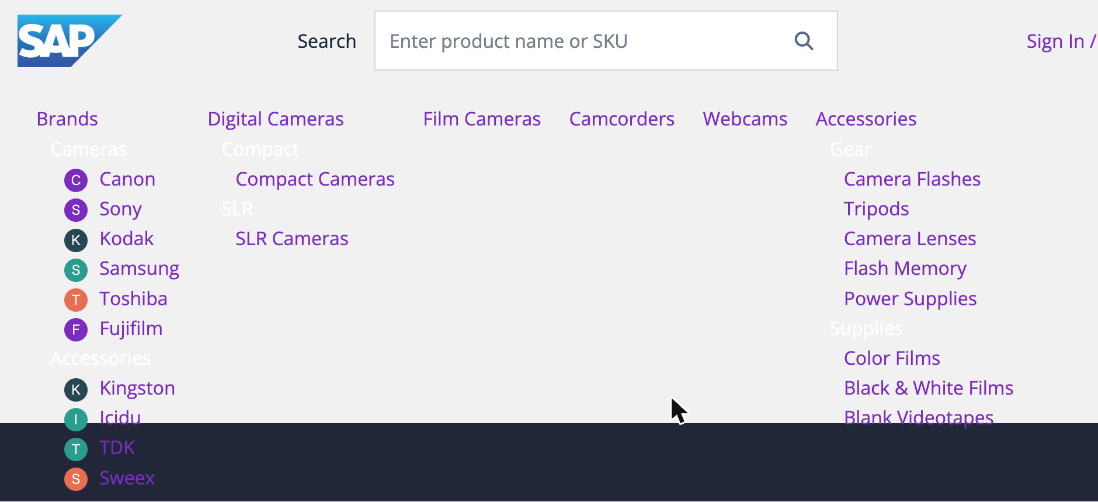 SAP
Search Enter product name or SKU Sign In /
Brands
Cameras
C Canon
S Sony
K Kodak
S Samsung
T Toshiba
F Fujifilm
Accessories
K Kingston
I Icidu
T TDK
S Sweex
Digital Cameras
Compact
Compact Cameras
SLR
SLR Cameras
Film Cameras
Camcorders
Webcams
Accessories
Gear
Camera Flashes
Tripods
Camera Lenses
Flash Memory
Power Supplies
Supplies
Color Films
Black & White Films
Blank Videotapes